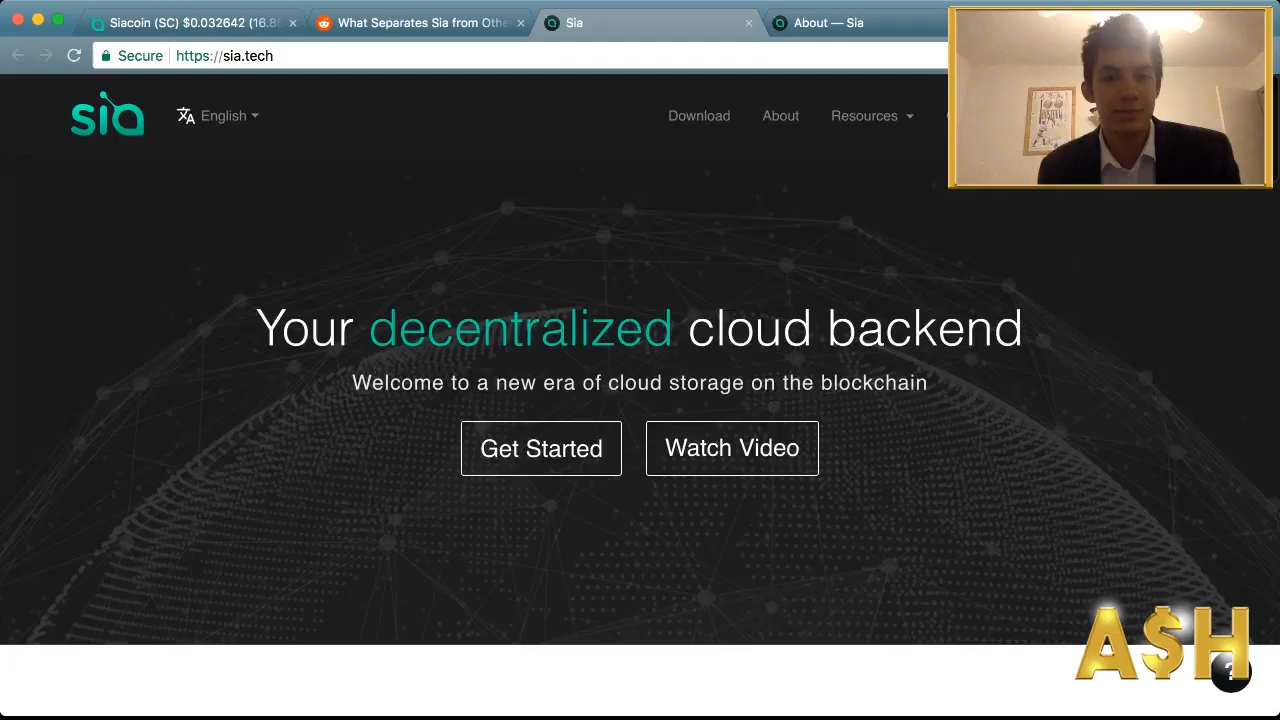 Siacoin (SC) $0.032642 (16.8
What Separates Sia from Othe
Sia
About — Sia
Secure
https://sia.tech
sia
English
Download
About
Resources
Your decentralized cloud backend
Welcome to a new era of cloud storage on the blockchain
Get Started
Watch Video
A$H
?